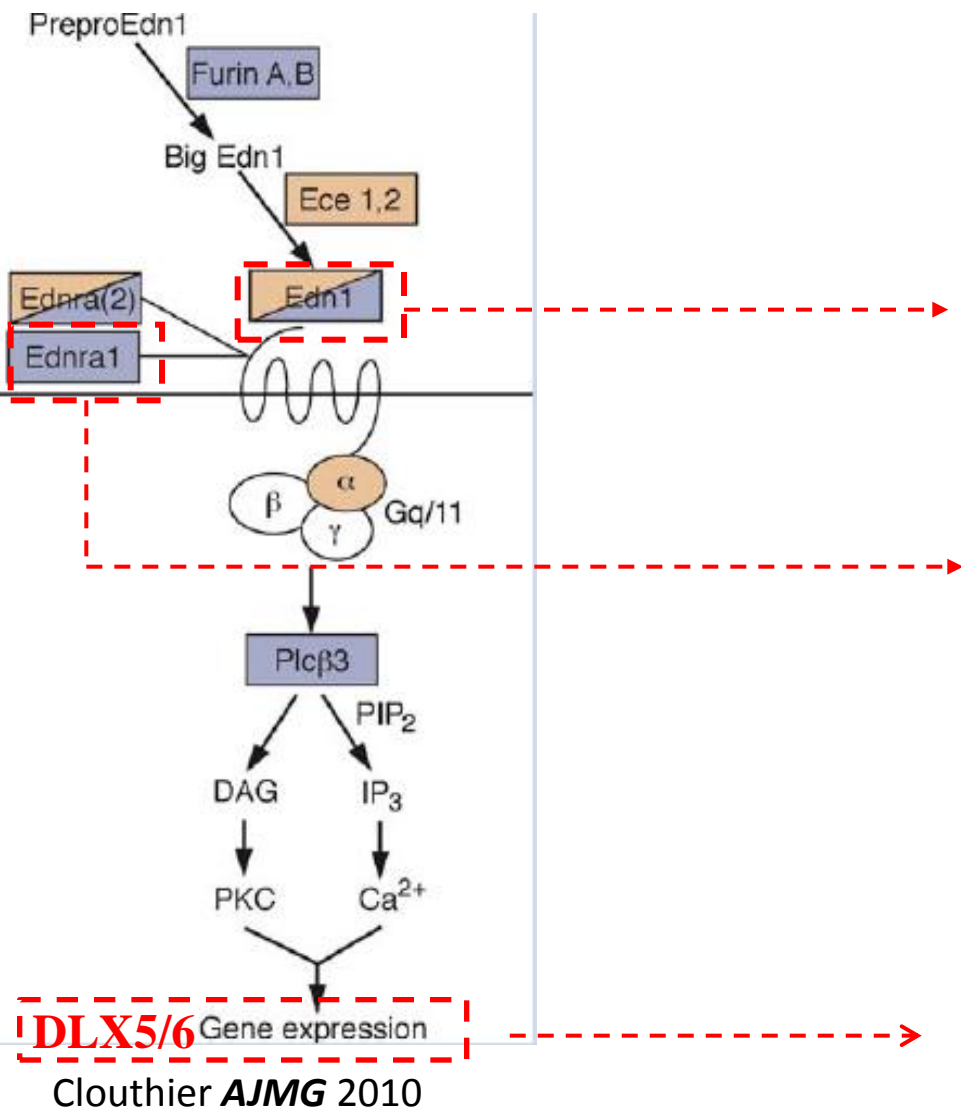 PreproEdn1
Furin A,B
Big Edn1
Ece 1,2
Ednra(2)
Edn1
Ednra1
α
β
γ
Gq/11
Plcβ3
PIP₂
DAG
IP₃
PKC
Ca²⁺
DLX5/6 Gene expression
Clouthier AJMG 2010